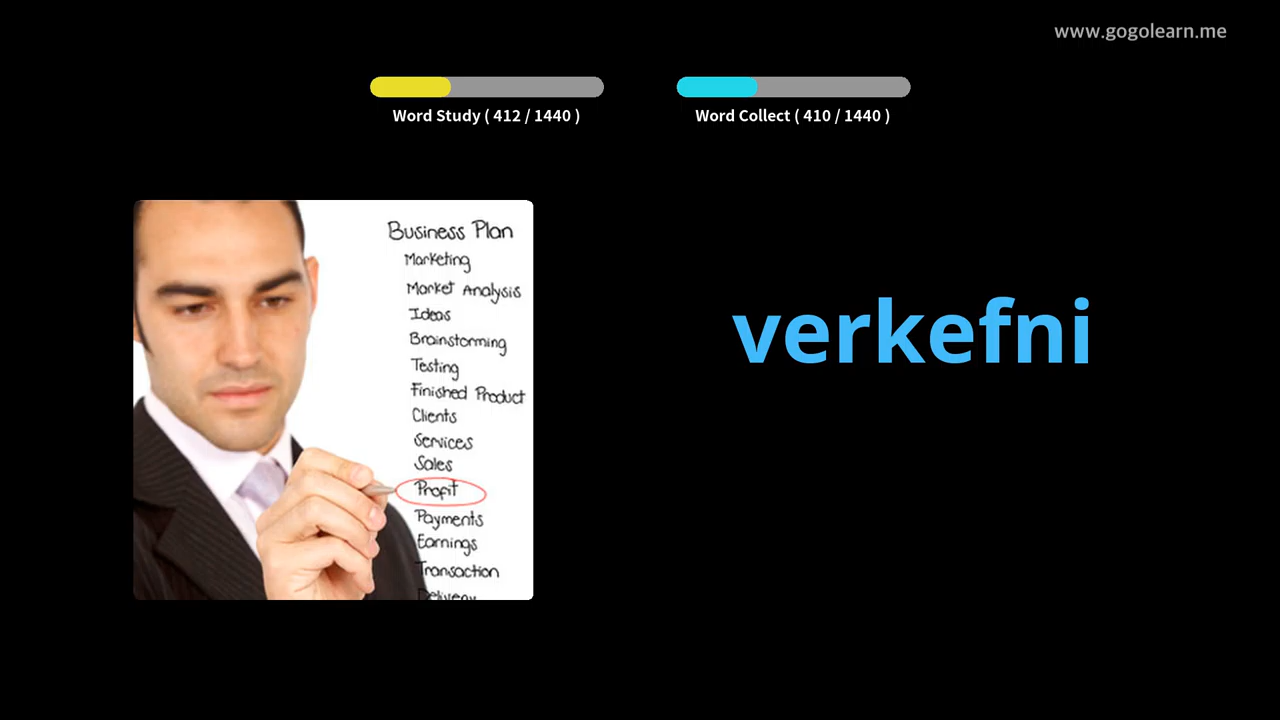 www.gogolearn.me
Word Study ( 412 / 1440 )
Word Collect ( 410 / 1440 )
Business Plan
Marketing
Market Analysis
Ideas
Brainstorming
Testing
Finished Product
Clients
Services
Sales
Profit
Payments
Earnings
Transaction
Delivery
verkefni